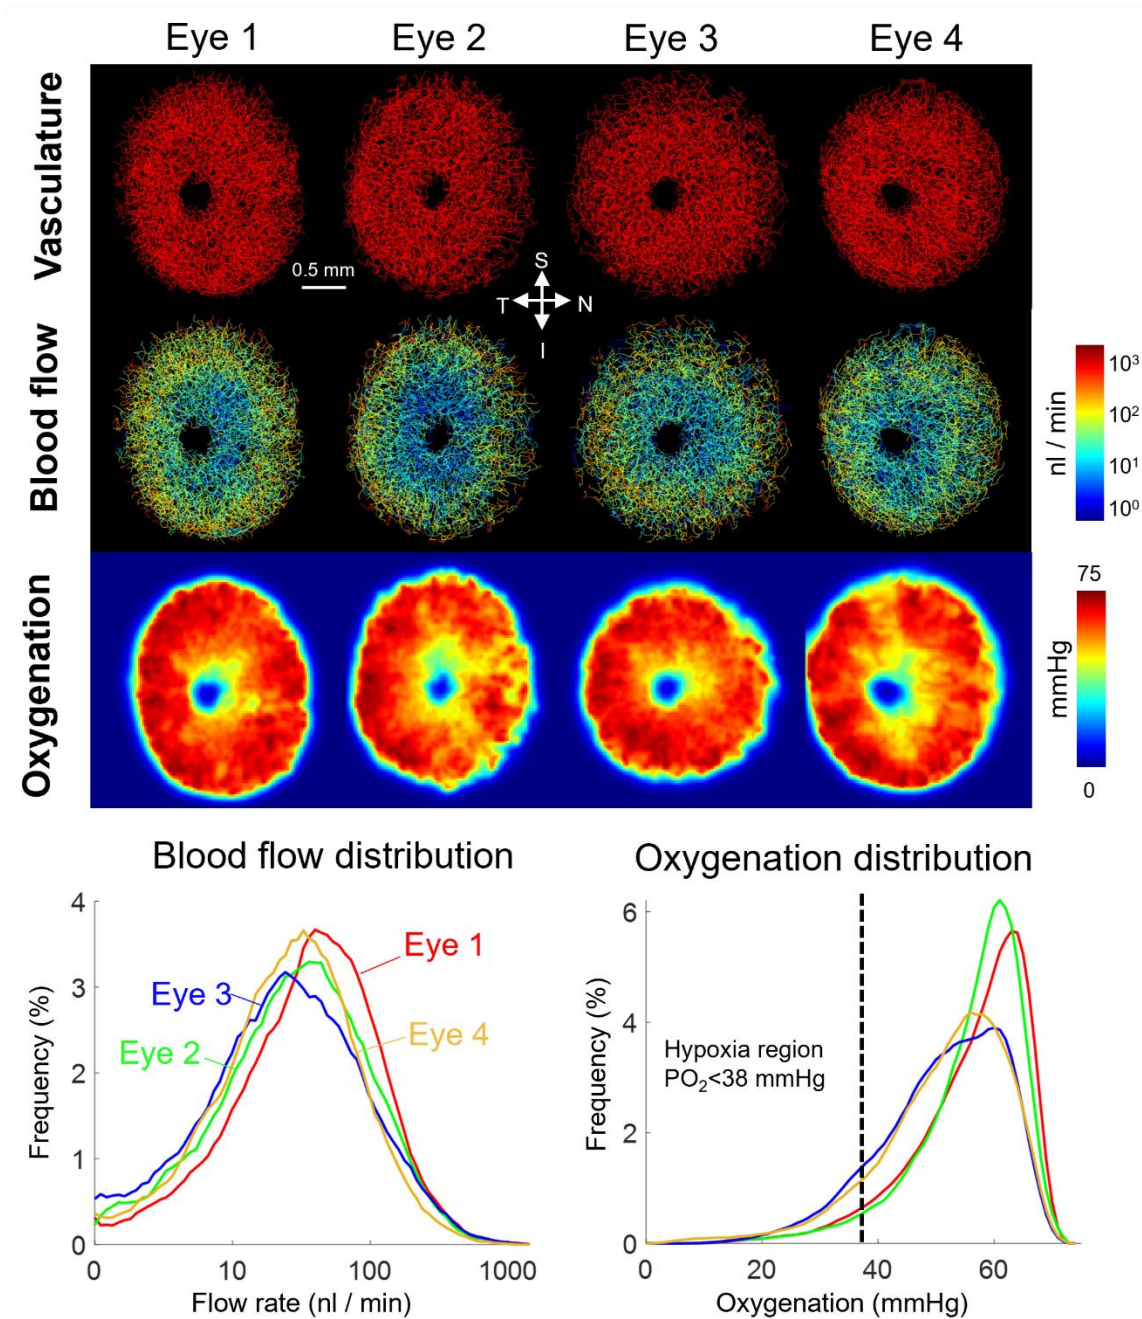 Eye 1 Eye 2 Eye 3 Eye 4
Vasculature
0.5 mm
S
T N
I
Blood flow
10³
10²
10¹
10⁰
nl / min
Oxygenation
75
mmHg
0
Blood flow distribution
4
3
2
1
0
Frequency (%)
Eye 1
Eye 3
Eye 4
Eye 2
0 10 100 1000
Flow rate (nl / min)
Oxygenation distribution
6
4
2
0
Frequency (%)
Hypoxia region
PO₂<38 mmHg
0 20 40 60
Oxygenation (mmHg)